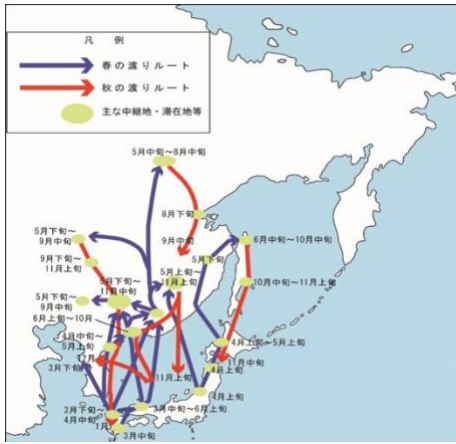 凡 例
春の渡りルート
秋の渡りルート
主な中継地・滞在地等
5月中旬～8月中旬
8月下旬
9月中旬
5月下旬～
9月中旬
6月中旬～10月中旬
5月下旬
9月下旬～
11月上旬
5月上旬～
11月上旬
5月下旬～
11月中旬
10月中旬～11月上旬
5月下旬～
9月中旬
6月上旬～10月
4月中旬～
5月上旬
4月上旬～5月上旬
12月
11月中旬
3月下旬
4月上旬
11月上旬
4月上旬
3月下旬～
4月中旬
3月中旬～6月上旬
1月
3月中旬